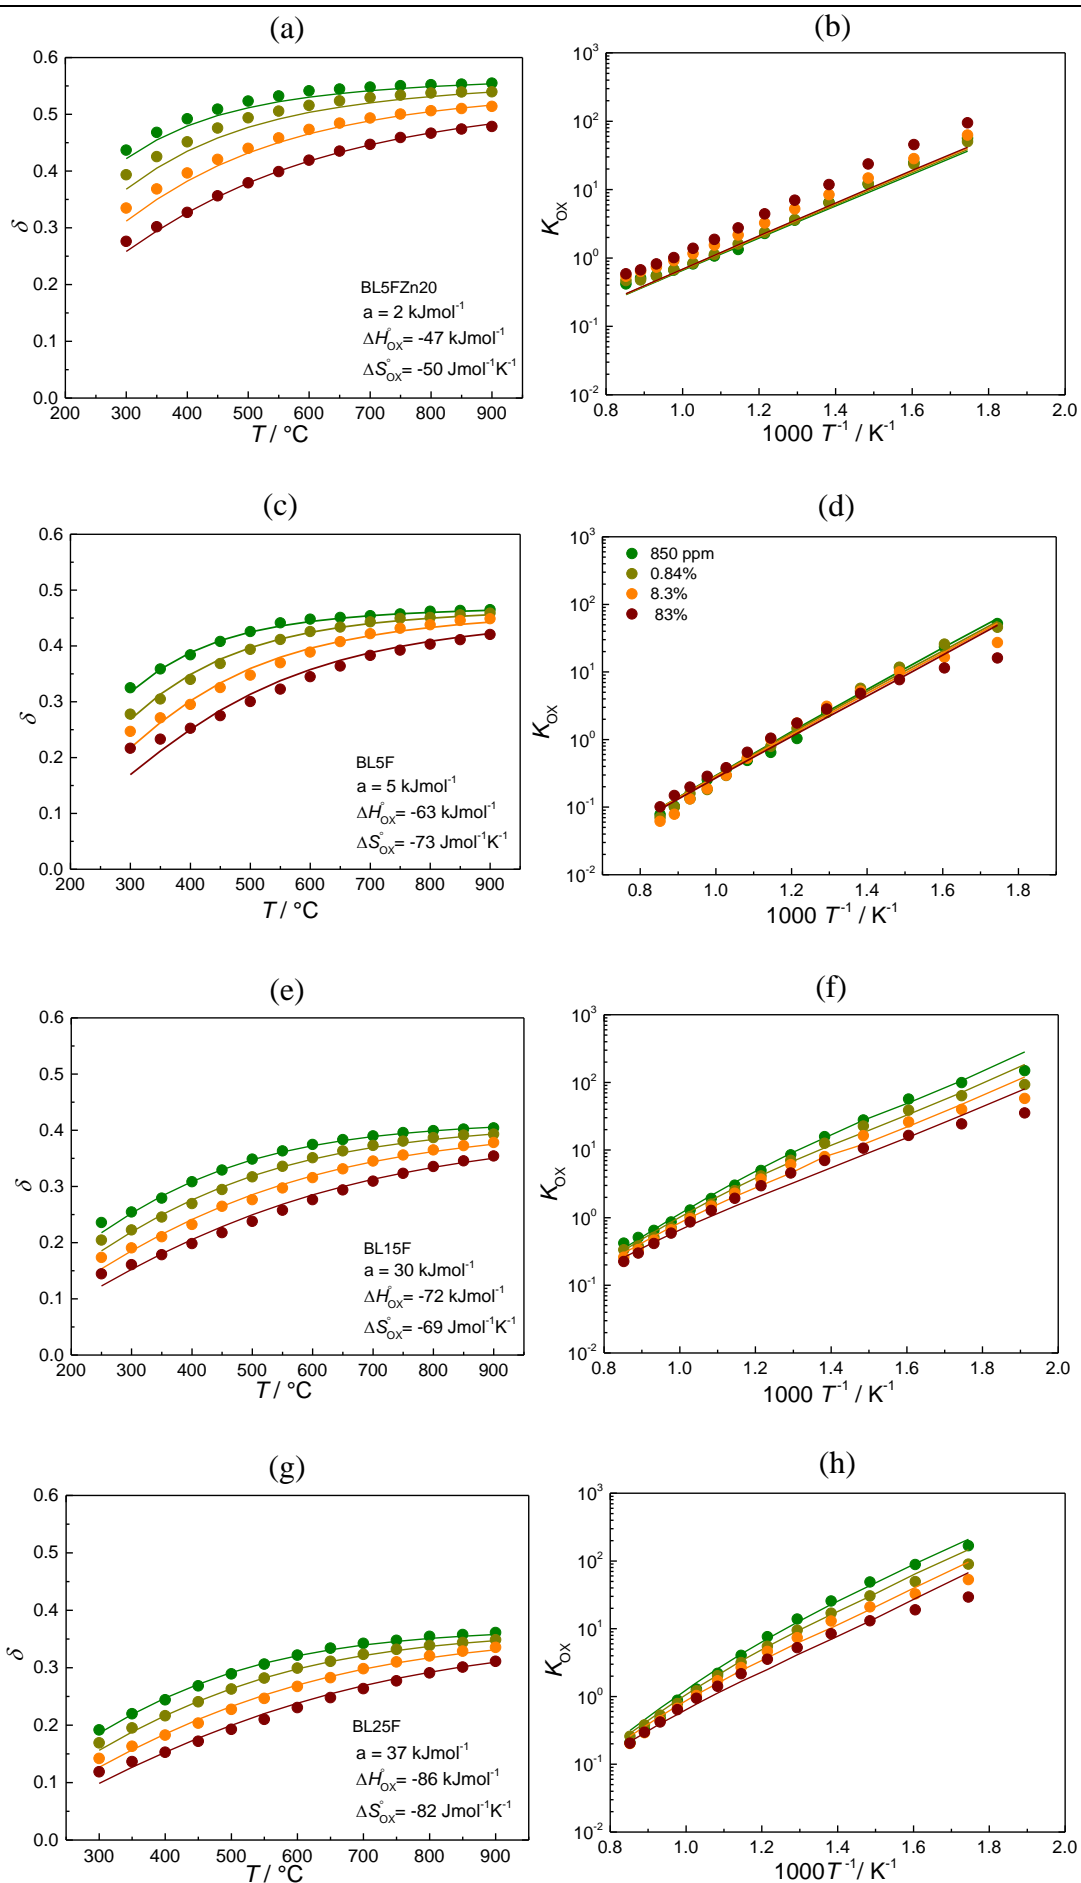 (a)
0.6
0.5
0.4
0.3
0.2
0.1
0.0
δ
BL5FZn20
a = 2 kJmol⁻¹
ΔH°OX= -47 kJmol⁻¹
ΔS°OX= -50 Jmol⁻¹K⁻¹
200 300 400 500 600 700 800 900
T / °C
(b)
10³
10²
10¹
10⁰
10⁻¹
10⁻²
KOX
0.8 1.0 1.2 1.4 1.6 1.8 2.0
1000 T⁻¹ / K⁻¹
(c)
0.6
0.5
0.4
0.3
0.2
0.1
0.0
δ
BL5F
a = 5 kJmol⁻¹
ΔH°OX= -63 kJmol⁻¹
ΔS°OX= -73 Jmol⁻¹K⁻¹
200 300 400 500 600 700 800 900
T / °C
(d)
10³
10²
10¹
10⁰
10⁻¹
10⁻²
KOX
850 ppm
0.84%
8.3%
83%
0.8 1.0 1.2 1.4 1.6 1.8
1000 T⁻¹ / K⁻¹
(e)
0.6
0.5
0.4
0.3
0.2
0.1
0.0
δ
BL15F
a = 30 kJmol⁻¹
ΔH°OX= -72 kJmol⁻¹
ΔS°OX= -69 Jmol⁻¹K⁻¹
200 300 400 500 600 700 800 900
T / °C
(f)
10³
10²
10¹
10⁰
10⁻¹
10⁻²
KOX
0.8 1.0 1.2 1.4 1.6 1.8 2.0
1000 T⁻¹ / K⁻¹
(g)
0.6
0.5
0.4
0.3
0.2
0.1
0.0
δ
BL25F
a = 37 kJmol⁻¹
ΔH°OX= -86 kJmol⁻¹
ΔS°OX= -82 Jmol⁻¹K⁻¹
300 400 500 600 700 800 900
T / °C
(h)
10³
10²
10¹
10⁰
10⁻¹
10⁻²
KOX
0.8 1.0 1.2 1.4 1.6 1.8 2.0
1000T⁻¹ / K⁻¹